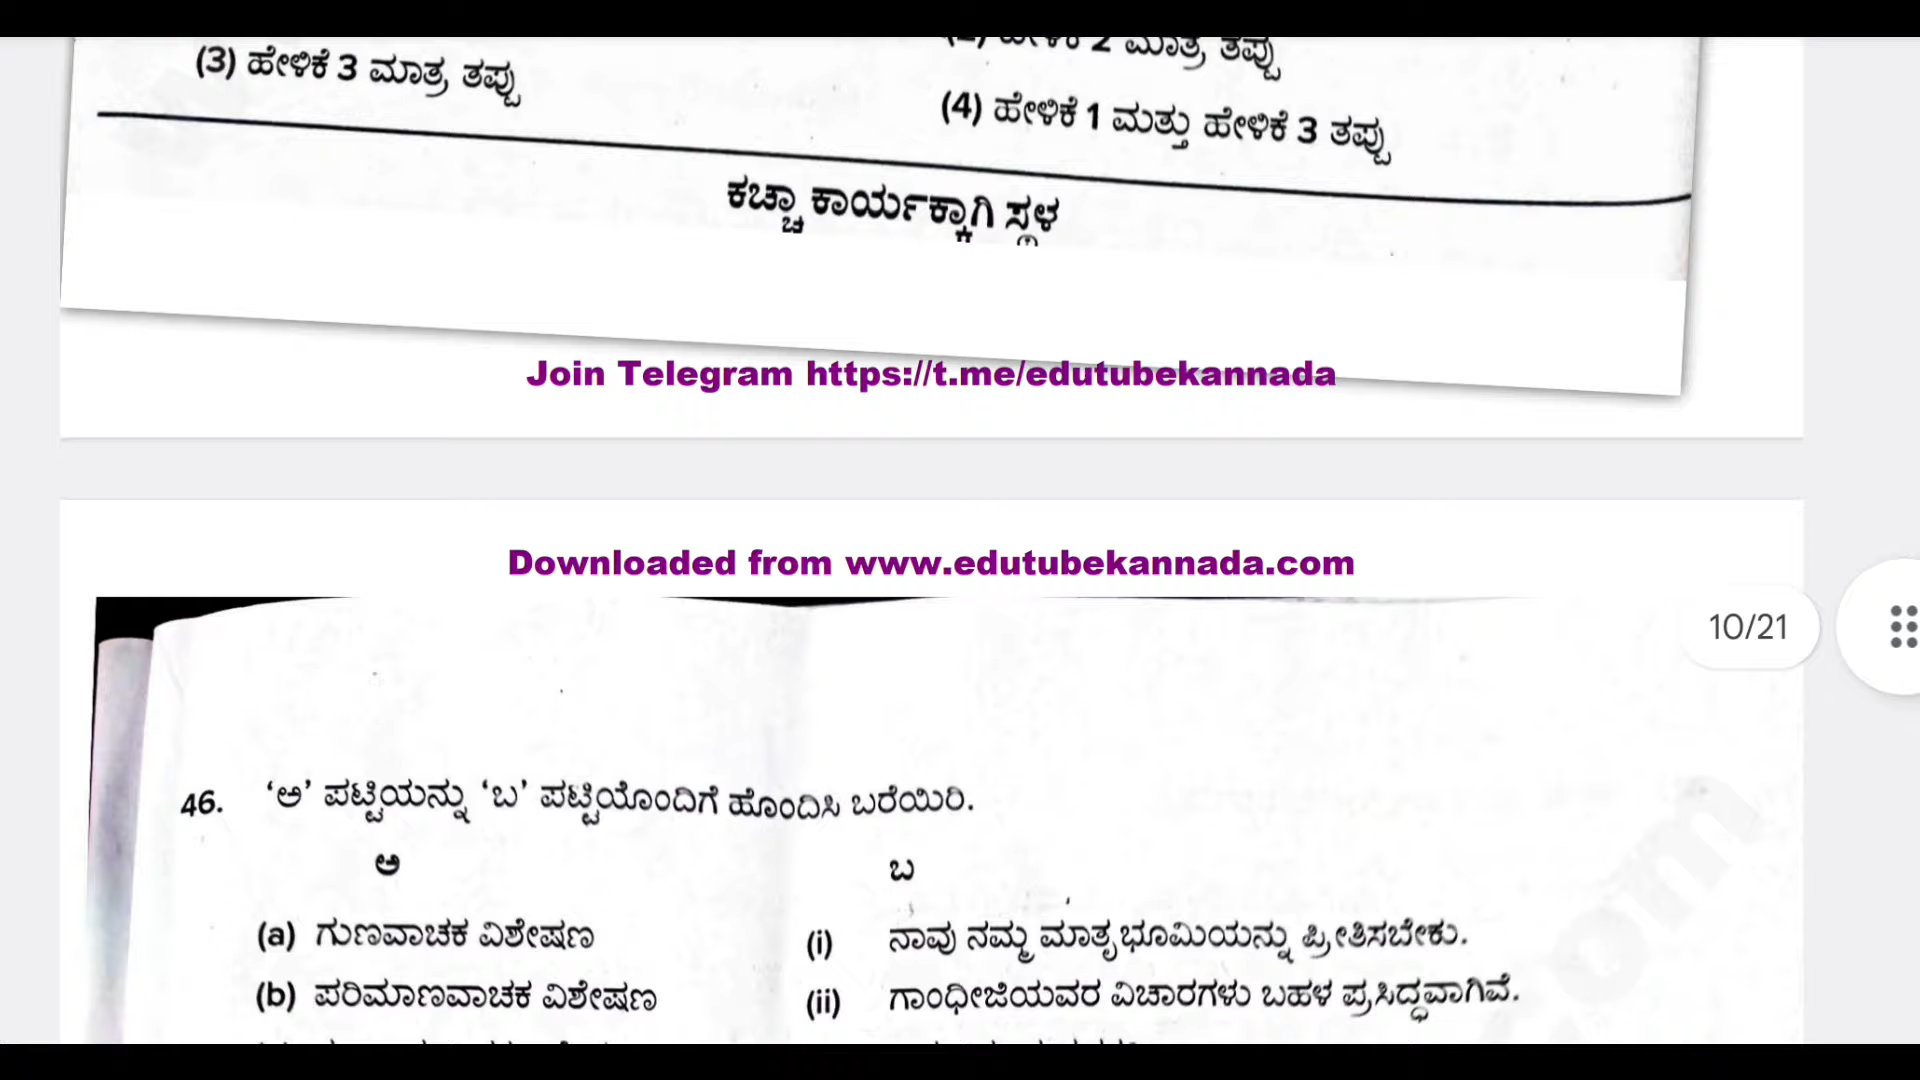 2 ಮಾತ್ರ ತಪ್ಪು
(3) ಹೇಳಿಕೆ 3 ಮಾತ್ರ ತಪ್ಪು
(4) ಹೇಳಿಕೆ 1 ಮತ್ತು ಹೇಳಿಕೆ 3 ತಪ್ಪು
ಕಚ್ಚಾ ಕಾರ್ಯಕ್ಕಾಗಿ ಸ್ಥಳ
Join Telegram https://t.me/edutubekannada
Downloaded from www.edutubekannada.com
10/21
46. ‘ಅ’ ಪಟ್ಟಿಯನ್ನು ‘ಬ’ ಪಟ್ಟಿಯೊಂದಿಗೆ ಹೊಂದಿಸಿ ಬರೆಯಿರಿ.
ಅ ಬ
(a) ಗುಣವಾಚಕ ವಿಶೇಷಣ (i) ನಾವು ನಮ್ಮ ಮಾತೃಭೂಮಿಯನ್ನು ಪ್ರೀತಿಸಬೇಕು.
(b) ಪರಿಮಾಣವಾಚಕ ವಿಶೇಷಣ (ii) ಗಾಂಧೀಜಿಯವರ ವಿಚಾರಗಳು ಬಹಳ ಪ್ರಸಿದ್ಧವಾಗಿವೆ.